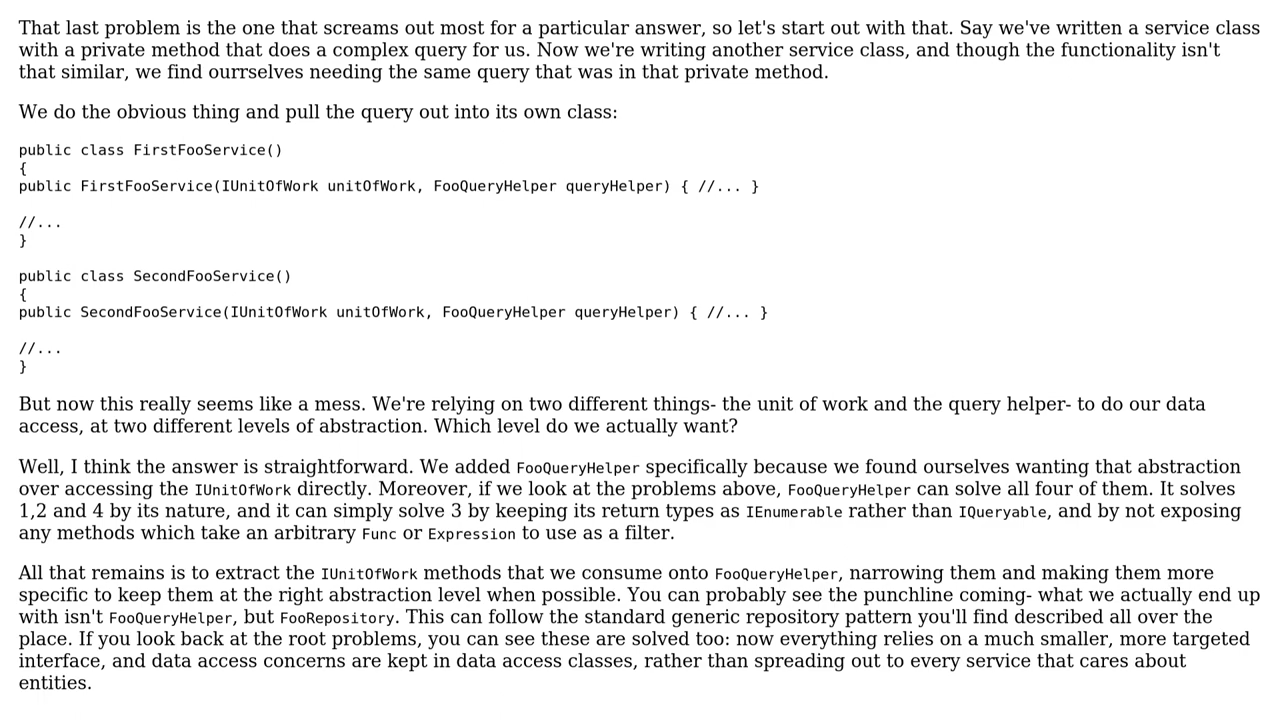 That last problem is the one that screams out most for a particular answer, so let's start out with that. Say we've written a service class
with a private method that does a complex query for us. Now we're writing another service class, and though the functionality isn't
that similar, we find ourrselves needing the same query that was in that private method.
We do the obvious thing and pull the query out into its own class:
public class FirstFooService()
{
public FirstFooService(IUnitOfWork unitOfWork, FooQueryHelper queryHelper) { //... }
//...
}
public class SecondFooService()
{
public SecondFooService(IUnitOfWork unitOfWork, FooQueryHelper queryHelper) { //... }
//...
}
But now this really seems like a mess. We're relying on two different things- the unit of work and the query helper- to do our data
access, at two different levels of abstraction. Which level do we actually want?
Well, I think the answer is straightforward. We added FooQueryHelper specifically because we found ourselves wanting that abstraction
over accessing the IUnitOfWork directly. Moreover, if we look at the problems above, FooQueryHelper can solve all four of them. It solves
1,2 and 4 by its nature, and it can simply solve 3 by keeping its return types as IEnumerable rather than IQueryable, and by not exposing
any methods which take an arbitrary Func or Expression to use as a filter.
All that remains is to extract the IUnitOfWork methods that we consume onto FooQueryHelper, narrowing them and making them more
specific to keep them at the right abstraction level when possible. You can probably see the punchline coming- what we actually end up
with isn't FooQueryHelper, but FooRepository. This can follow the standard generic repository pattern you'll find described all over the
place. If you look back at the root problems, you can see these are solved too: now everything relies on a much smaller, more targeted
interface, and data access concerns are kept in data access classes, rather than spreading out to every service that cares about
entities.